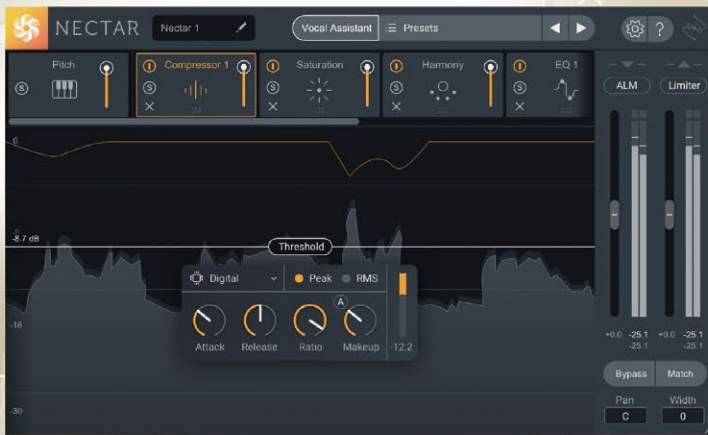 NECTAR
Nectar 1
Vocal Assistant
Presets
?
Pitch
S
Compressor 1
S
Saturation
S
Harmony
S
EQ 1
S
ALM
Limiter
0
-8.7 dB
Threshold
Digital
Peak
RMS
A
Attack
Release
Ratio
Makeup
-12.2
-16
-30
+0.0 -25.1
-25.1
+0.0 -25.1
-25.1
Bypass
Match
Pan
Width
C
0